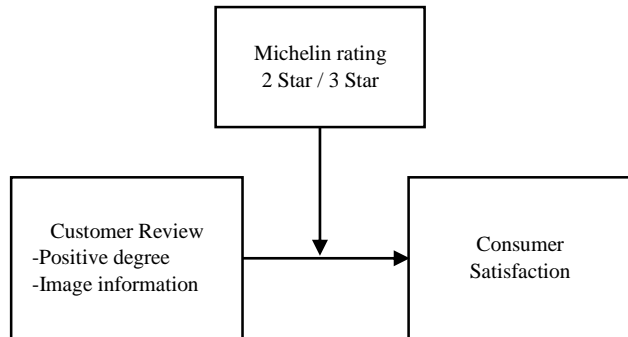 Michelin rating
2 Star / 3 Star
Customer Review
-Positive degree
-Image information
Consumer
Satisfaction